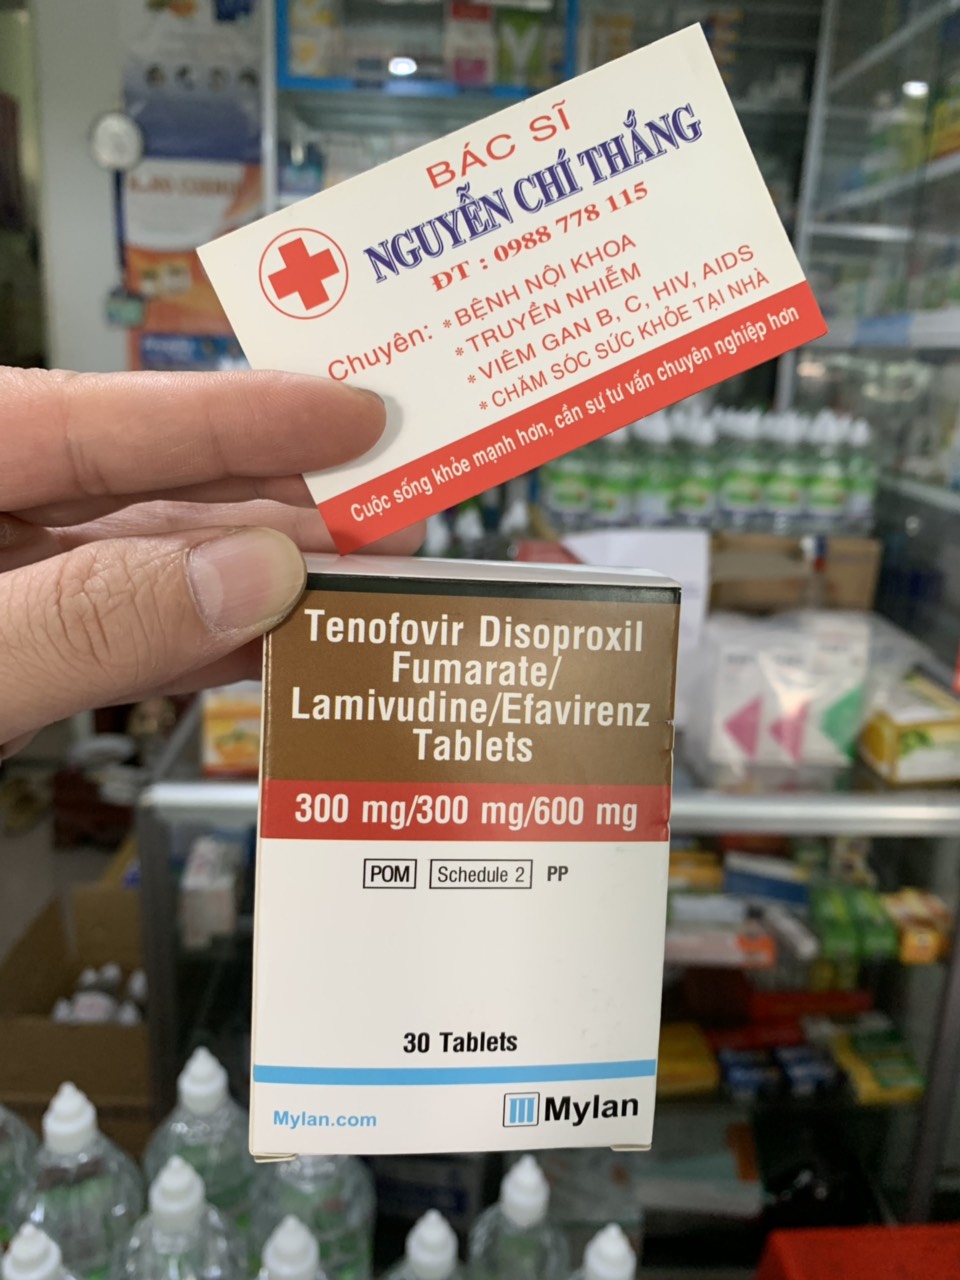 BÁC SĨ
NGUYỄN CHÍ THẮNG
ĐT : 0988 778 115
Chuyên: * BỆNH NỘI KHOA
* TRUYỀN NHIỄM
* VIÊM GAN B, C, HIV, AIDS
* CHĂM SÓC SỨC KHỎE TẠI NHÀ
Cuộc sống khỏe mạnh hơn, cần sự tư vấn chuyên nghiệp hơn
Tenofovir Disoproxil
Fumarate/
Lamivudine/Efavirenz
Tablets
300 mg/300 mg/600 mg
POM Schedule 2 PP
30 Tablets
Mylan.com
Mylan